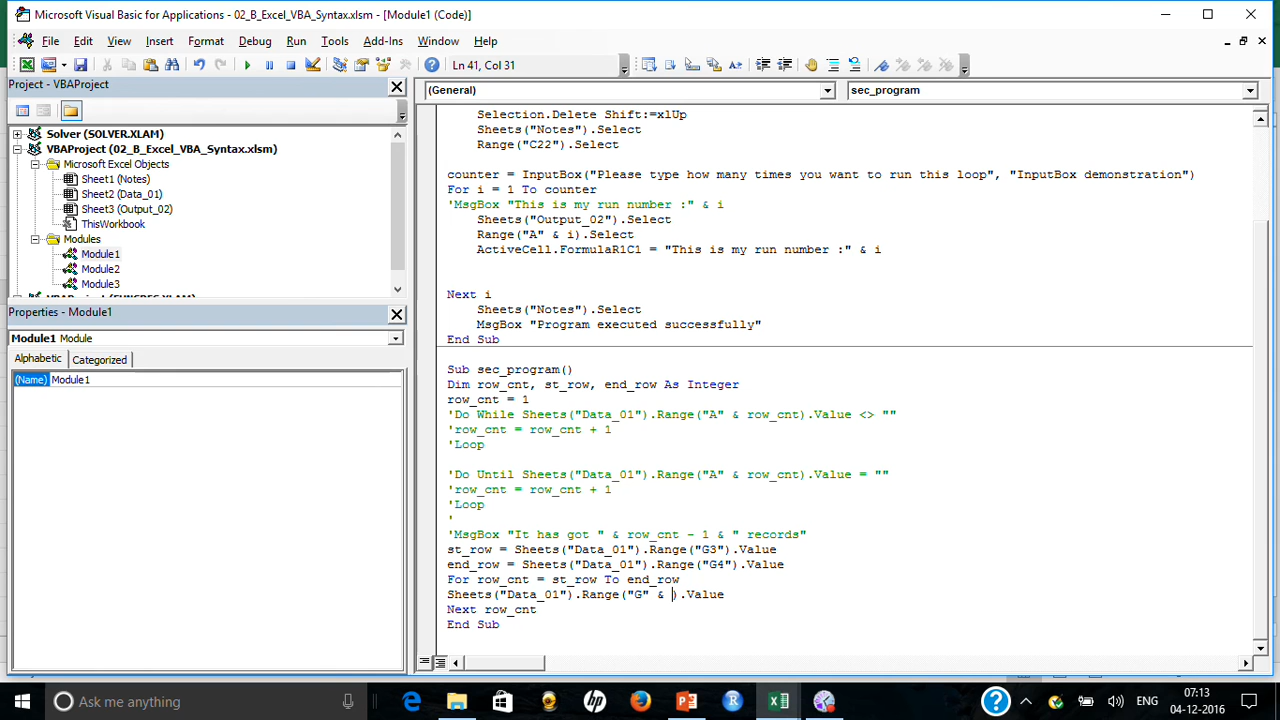 Microsoft Visual Basic for Applications - 02_B_Excel_VBA_Syntax.xlsm - [Module1 (Code)]
File Edit View Insert Format Debug Run Tools Add-Ins Window Help
Ln 41, Col 31
Project - VBAProject
Solver (SOLVER.XLAM)
VBAProject (02_B_Excel_VBA_Syntax.xlsm)
Microsoft Excel Objects
Sheet1 (Notes)
Sheet2 (Data_01)
Sheet3 (Output_02)
ThisWorkbook
Modules
Module1
Module2
Module3
Properties - Module1
Module1 Module
Alphabetic Categorized
(Name) Module1
(General) sec_program
Selection.Delete Shift:=xlUp
Sheets("Notes").Select
Range("C22").Select
counter = InputBox("Please type how many times you want to run this loop", "InputBox demonstration")
For i = 1 To counter
'MsgBox "This is my run number :" & i
Sheets("Output_02").Select
Range("A" & i).Select
ActiveCell.FormulaR1C1 = "This is my run number :" & i
Next i
Sheets("Notes").Select
MsgBox "Program executed successfully"
End Sub
Sub sec_program()
Dim row_cnt, st_row, end_row As Integer
row_cnt = 1
'Do While Sheets("Data_01").Range("A" & row_cnt).Value <> ""
'row_cnt = row_cnt + 1
'Loop
'Do Until Sheets("Data_01").Range("A" & row_cnt).Value = ""
'row_cnt = row_cnt + 1
'Loop
'
'MsgBox "It has got " & row_cnt - 1 & " records"
st_row = Sheets("Data_01").Range("G3").Value
end_row = Sheets("Data_01").Range("G4").Value
For row_cnt = st_row To end_row
Sheets("Data_01").Range("G" & ).Value
Next row_cnt
End Sub
Ask me anything
ENG
07:13
04-12-2016